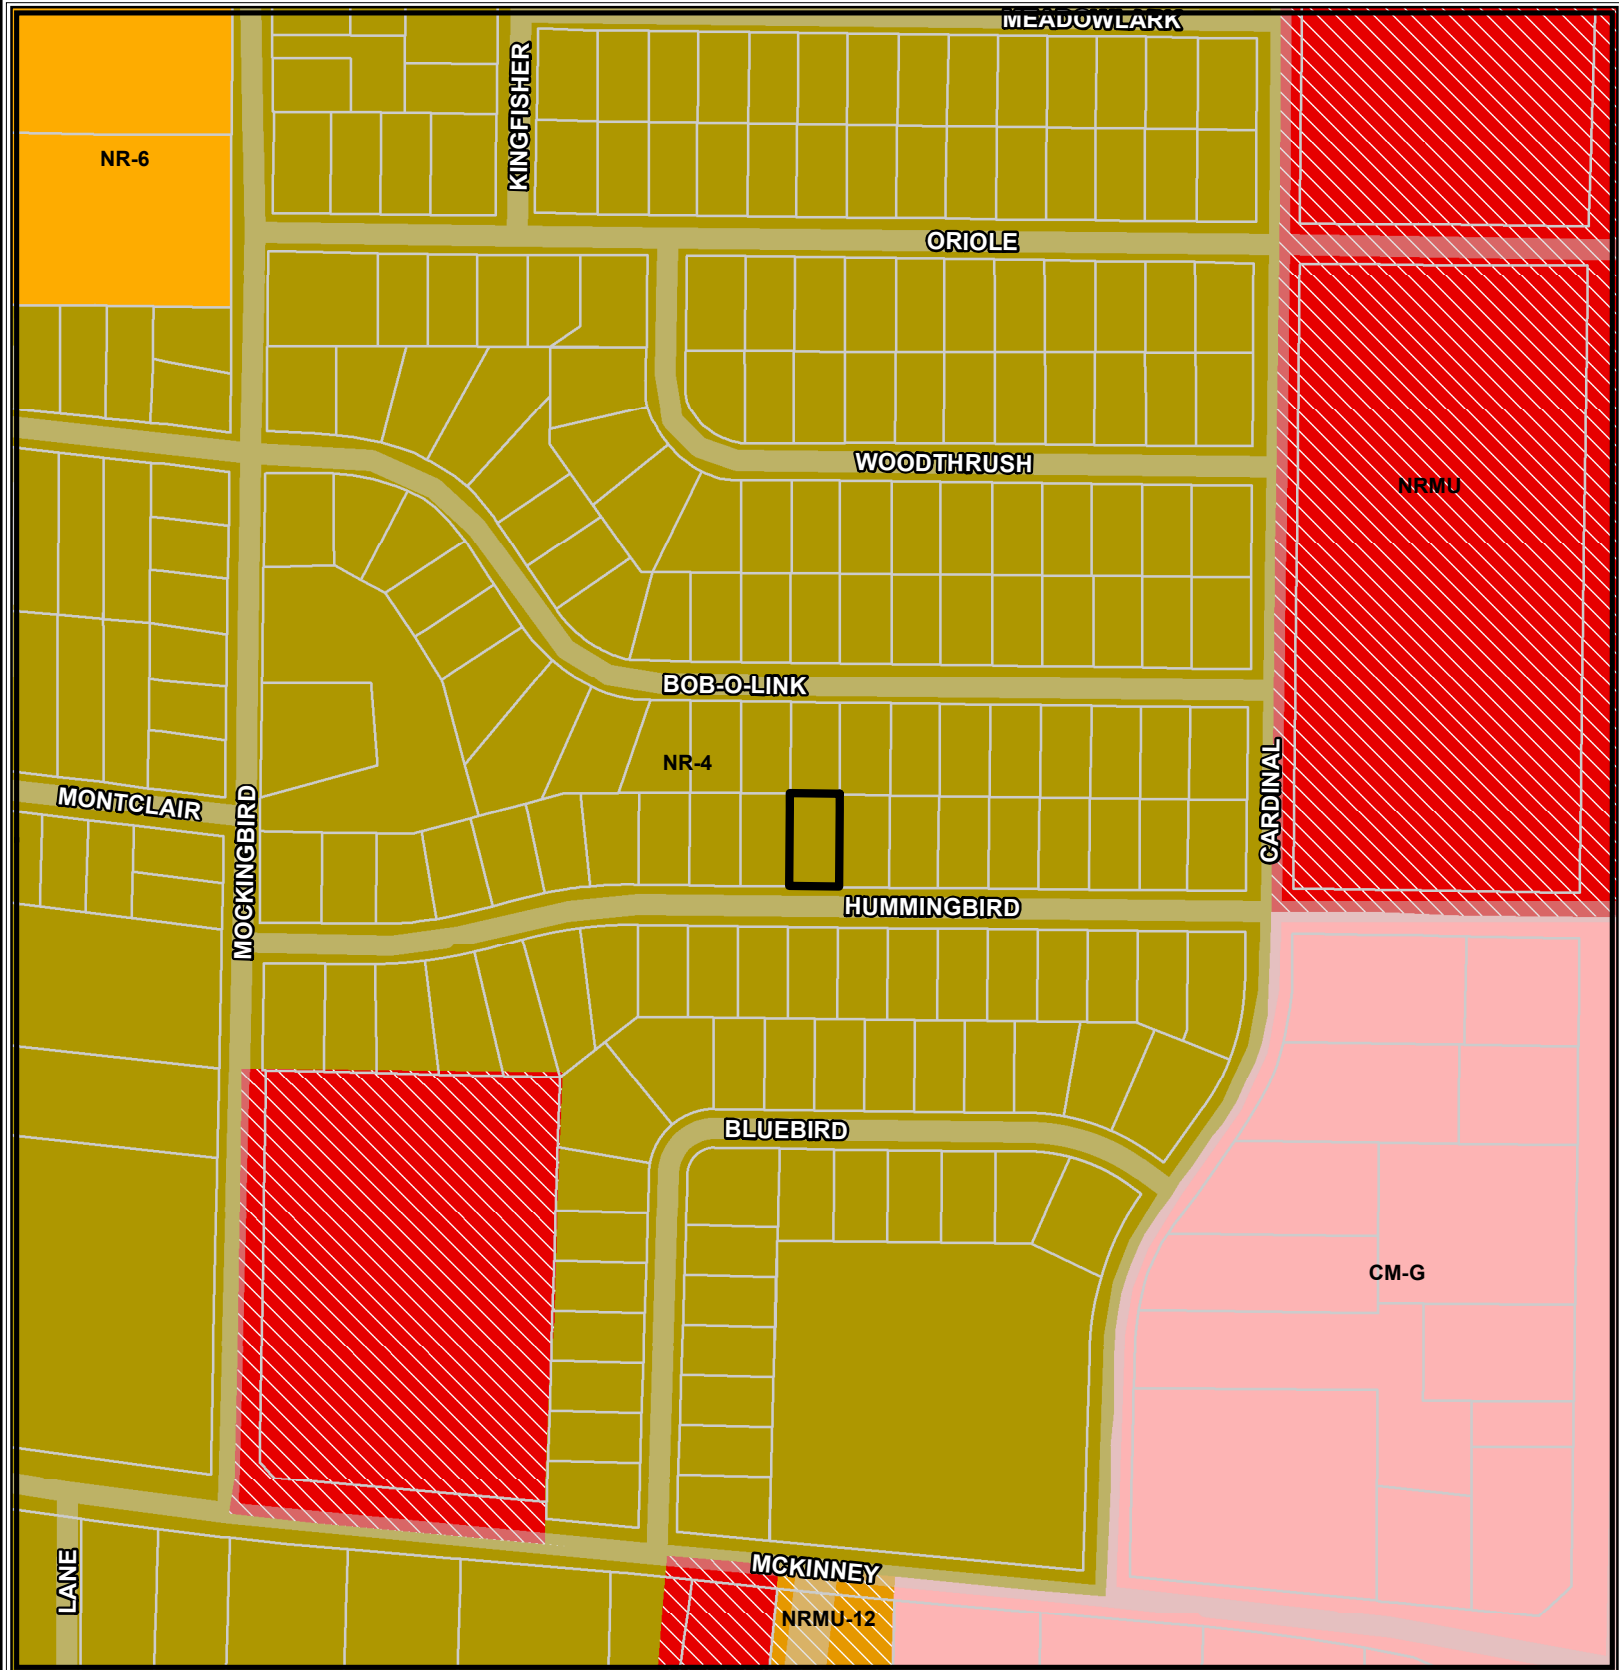 MEADOWLARK
KINGFISHER
NR-6
ORIOLE
WOODTHRUSH
NRMU
BOB-O-LINK
NR-4
MONTCLAIR
MOCKINGBIRD
CARDINAL
HUMMINGBIRD
BLUEBIRD
CM-G
MCKINNEY
LANE
NRMU-12